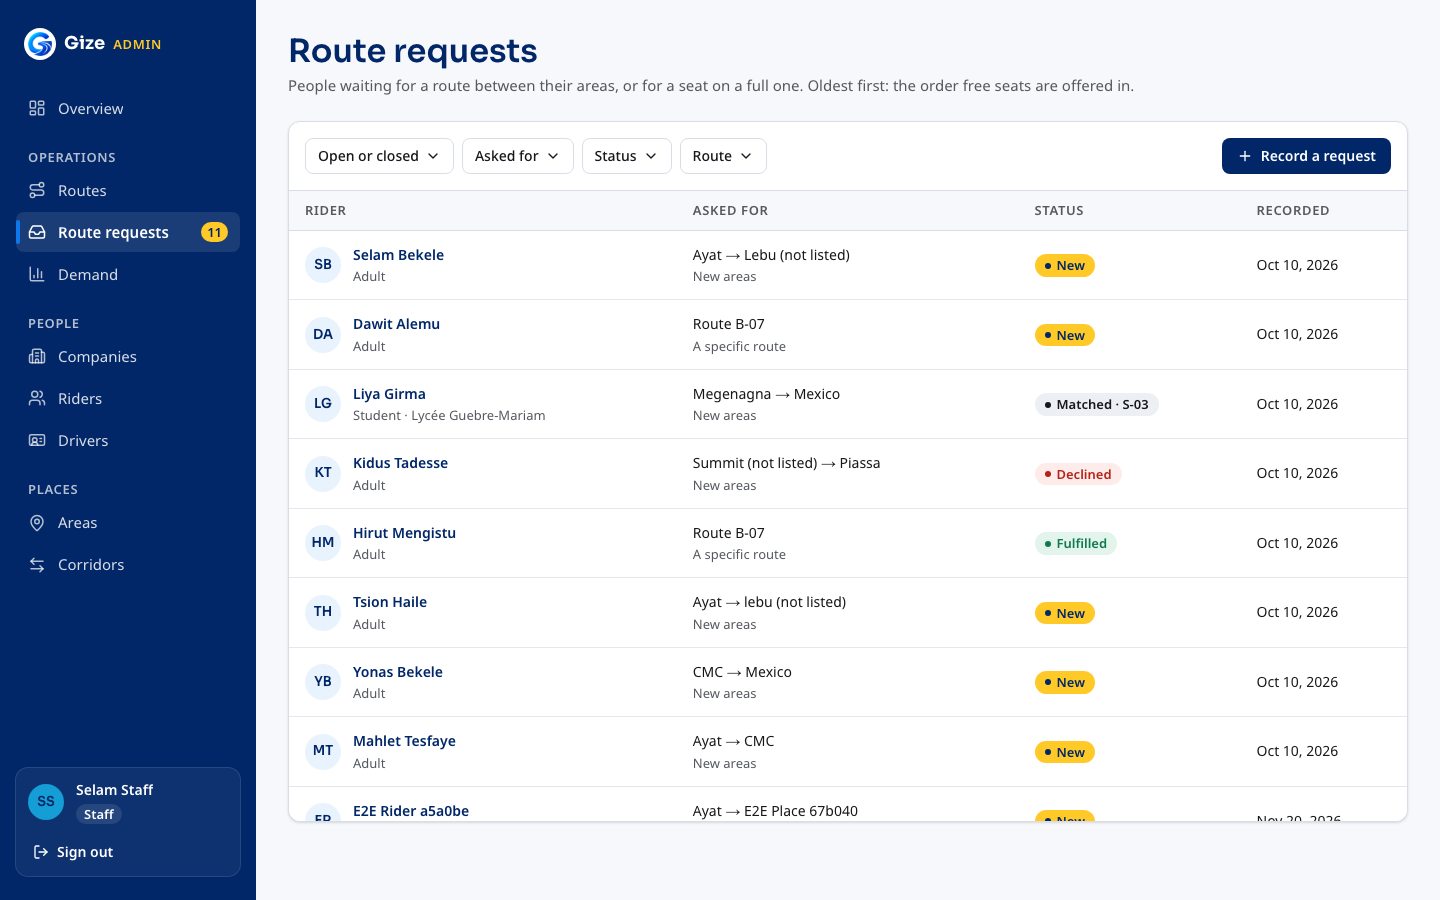 Gize ADMIN
Overview
OPERATIONS
Routes
Route requests 11
Demand
PEOPLE
Companies
Riders
Drivers
PLACES
Areas
Corridors
SS Selam Staff
Staff
Sign out
Route requests
People waiting for a route between their areas, or for a seat on a full one. Oldest first: the order free seats are offered in.
Open or closed Asked for Status Route Record a request
RIDER ASKED FOR STATUS RECORDED
SB Selam Bekele Ayat → Lebu (not listed) New Oct 10, 2026
Adult New areas
DA Dawit Alemu Route B-07 New Oct 10, 2026
Adult A specific route
LG Liya Girma Megenagna → Mexico Matched · S-03 Oct 10, 2026
Student · Lycée Guebre-Mariam New areas
KT Kidus Tadesse Summit (not listed) → Piassa Declined Oct 10, 2026
Adult New areas
HM Hirut Mengistu Route B-07 Fulfilled Oct 10, 2026
Adult A specific route
TH Tsion Haile Ayat → lebu (not listed) New Oct 10, 2026
Adult New areas
YB Yonas Bekele CMC → Mexico New Oct 10, 2026
Adult New areas
MT Mahlet Tesfaye Ayat → CMC New Oct 10, 2026
Adult New areas
E2E Rider a5a0be Ayat → E2E Place 67b040 New Nov 20, 2026